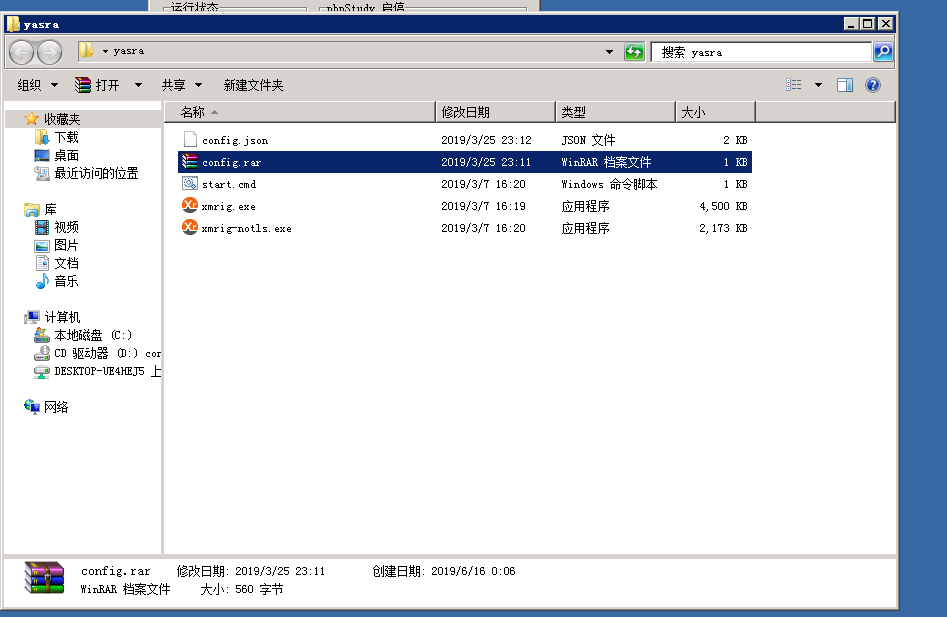 运行状态 phpStudy 启停
yasra
yasra 搜索 yasra
组织 打开 共享 新建文件夹
名称 修改日期 类型 大小
收藏夹
下载
桌面
最近访问的位置
库
视频
图片
文档
音乐
计算机
本地磁盘 (C:)
CD 驱动器 (D:) cor
DESKTOP-UE4HEJ5 上
网络
config.json 2019/3/25 23:12 JSON 文件 2 KB
config.rar 2019/3/25 23:11 WinRAR 档案文件 1 KB
start.cmd 2019/3/7 16:20 Windows 命令脚本 1 KB
xmrig.exe 2019/3/7 16:19 应用程序 4,500 KB
xmrig-notls.exe 2019/3/7 16:20 应用程序 2,173 KB
config.rar 修改日期: 2019/3/25 23:11 创建日期: 2019/6/16 0:06
WinRAR 档案文件 大小: 560 字节